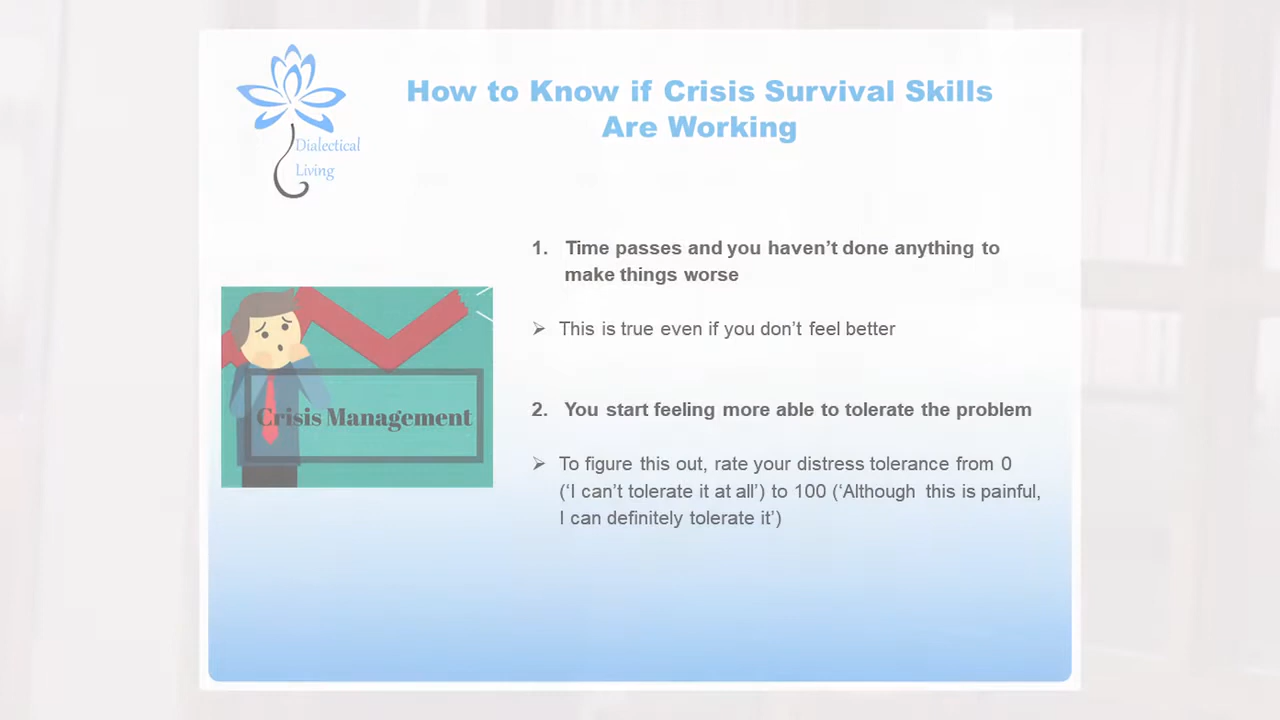 Dialectical
Living
How to Know if Crisis Survival Skills
Are Working
1. Time passes and you haven’t done anything to
make things worse
➢ This is true even if you don’t feel better
Crisis Management
2. You start feeling more able to tolerate the problem
➢ To figure this out, rate your distress tolerance from 0
(‘I can’t tolerate it at all’) to 100 (‘Although this is painful,
I can definitely tolerate it’)